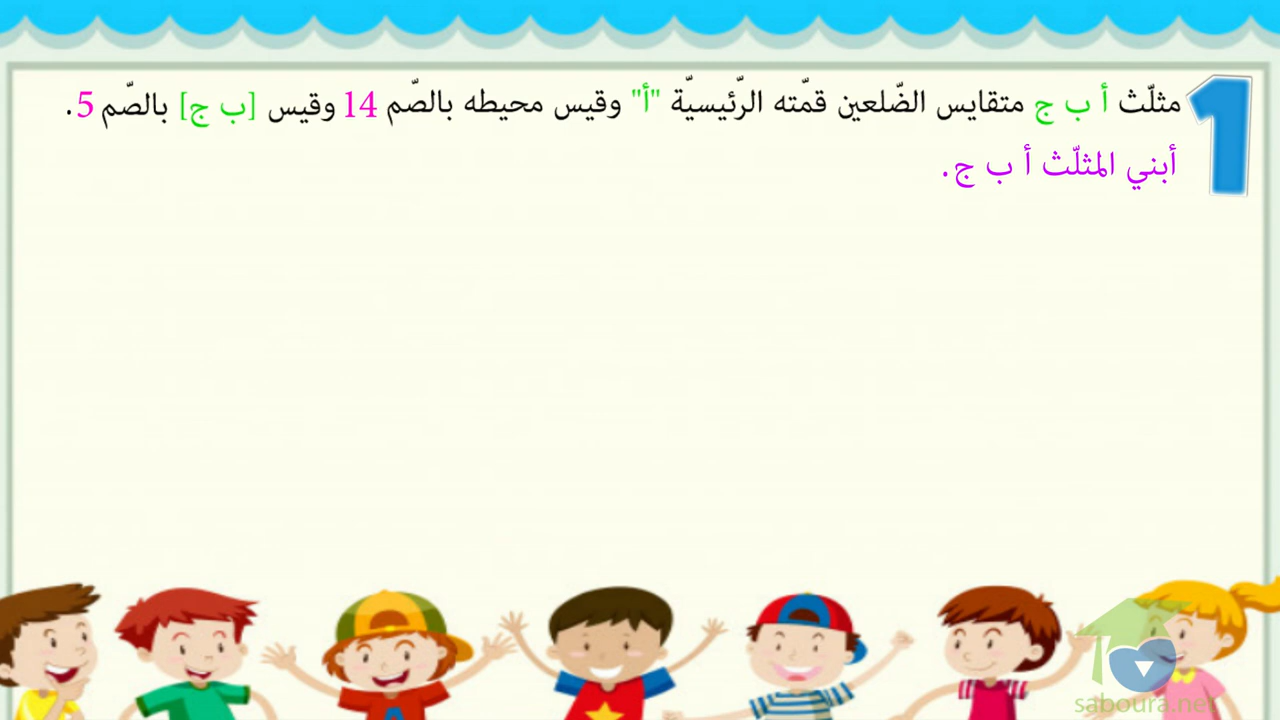 1 مثلّث أ ب ج متقايس الضّلعين قمّته الرّئيسيّة "أ" وقيس محيطه بالصّم 14 وقيس [ب ج] بالصّم 5.
أبني المثلّث أ ب ج.
saboura.net